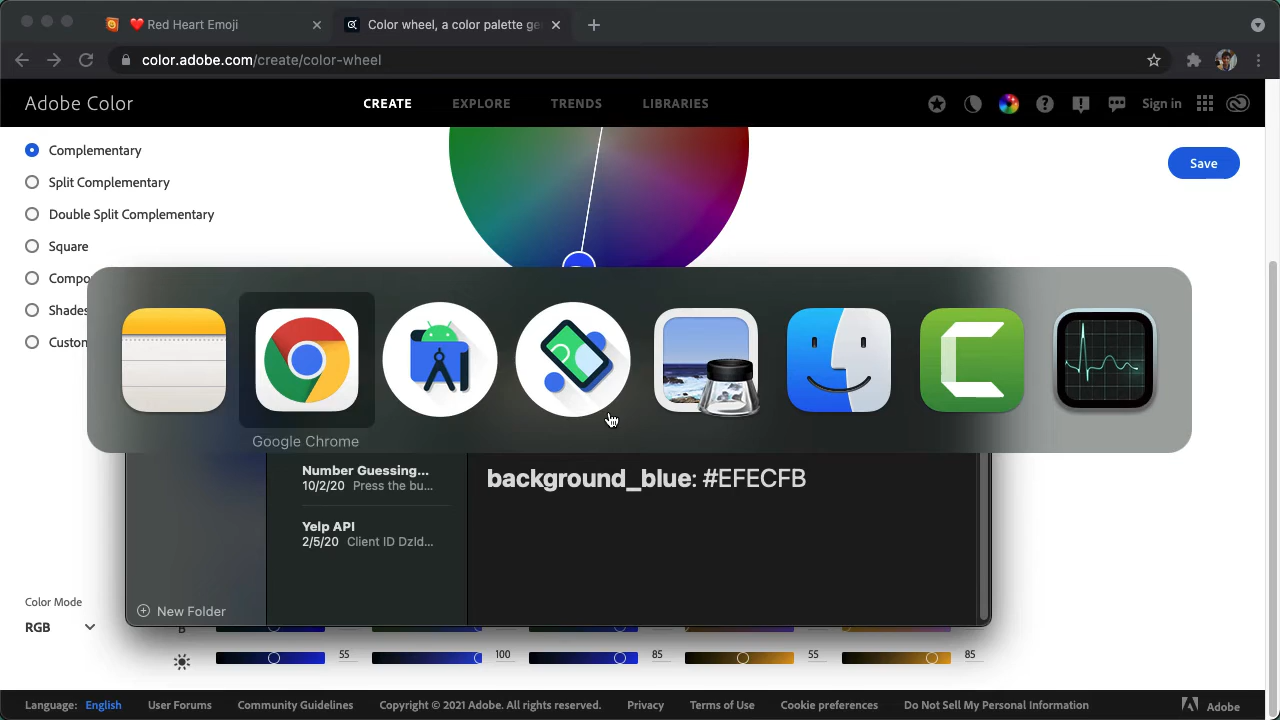 ❤️ Red Heart Emoji
Color wheel, a color palette ge
color.adobe.com/create/color-wheel
Adobe Color
CREATE
EXPLORE
TRENDS
LIBRARIES
Sign in
Complementary
Save
Split Complementary
Double Split Complementary
Square
Compo
Shades
Custon
Google Chrome
Number Guessing...
10/2/20 Press the bu...
background_blue: #EFECFB
Yelp API
2/5/20 Client ID DzId...
New Folder
Color Mode
RGB
B
55
100
85
55
85
Language: English
User Forums
Community Guidelines
Copyright © 2021 Adobe. All rights reserved.
Privacy
Terms of Use
Cookie preferences
Do Not Sell My Personal Information
Adobe